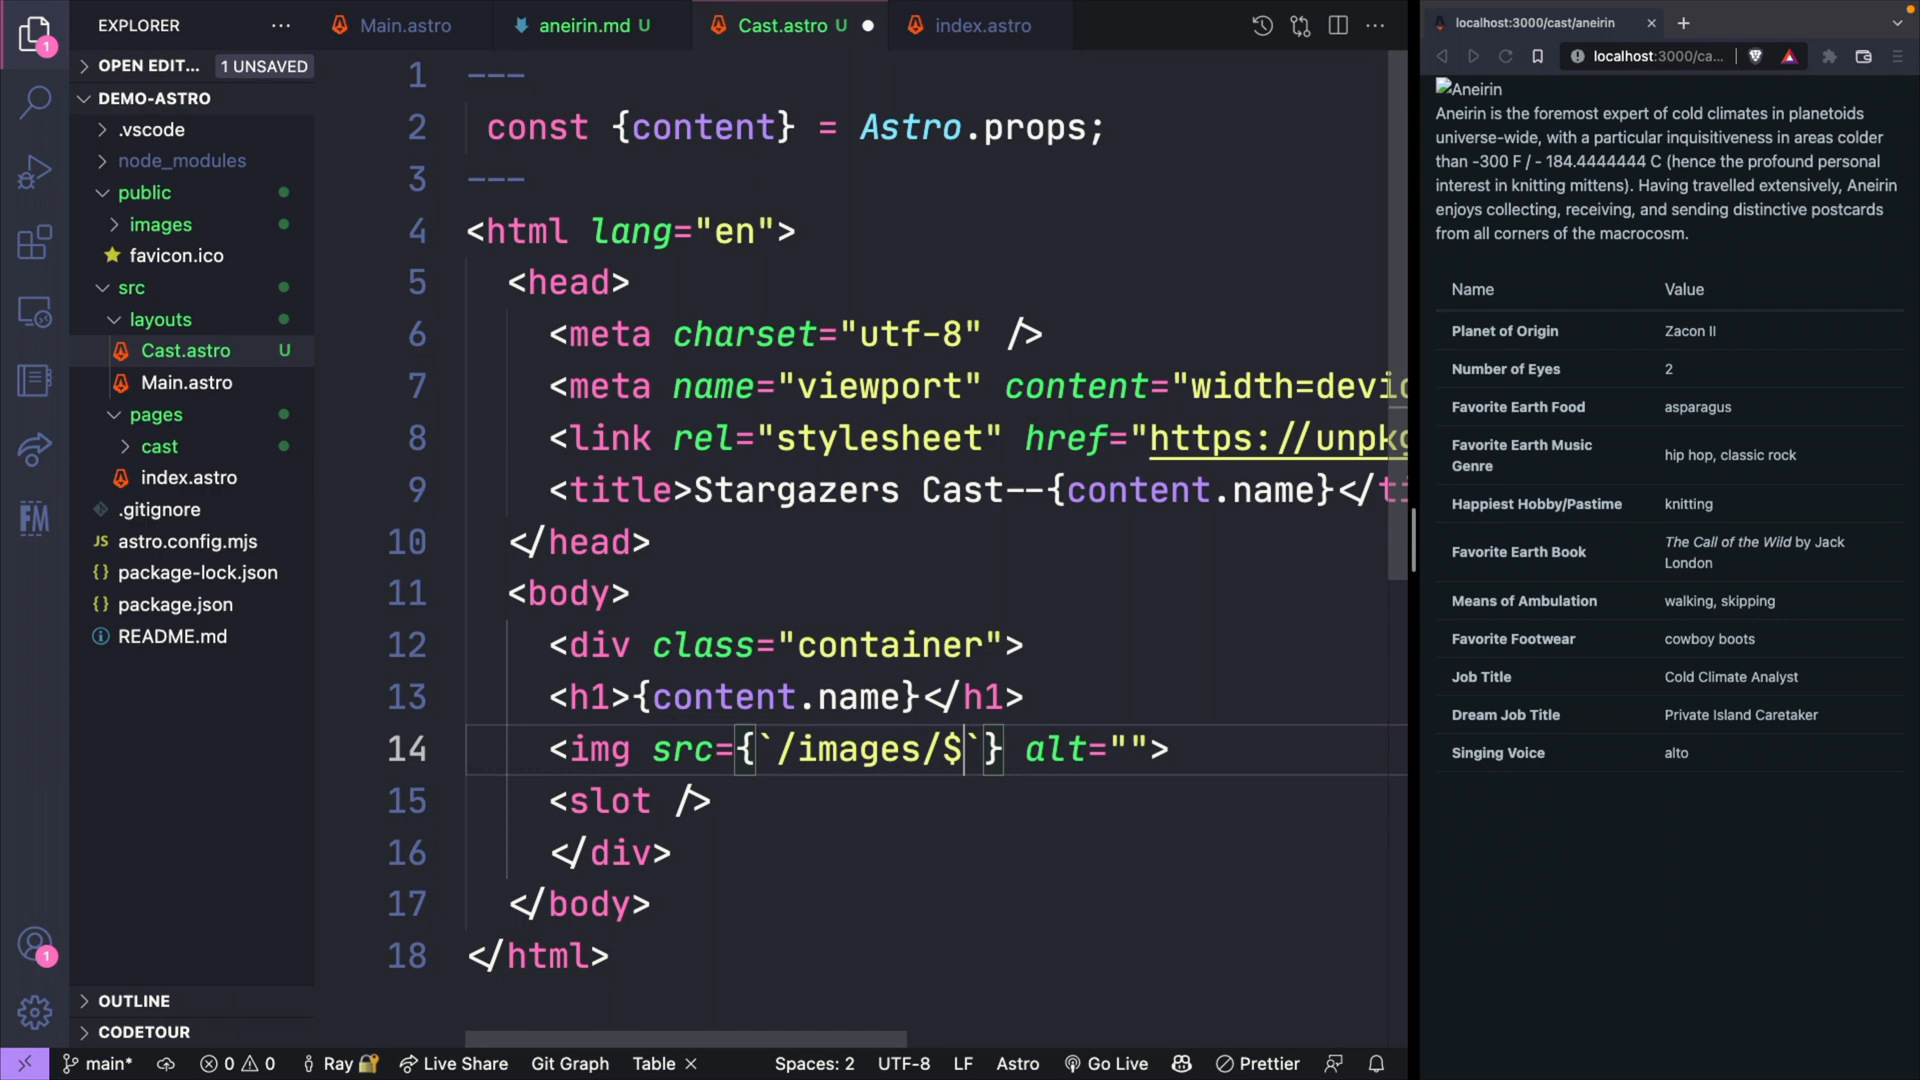 EXPLORER
OPEN EDIT... 1 UNSAVED
DEMO-ASTRO
.vscode
node_modules
public
images
favicon.ico
src
layouts
Cast.astro U
Main.astro
pages
cast
index.astro
.gitignore
JS astro.config.mjs
{} package-lock.json
{} package.json
README.md
OUTLINE
CODETOUR
1
FM
1
Main.astro aneirin.md U Cast.astro U index.astro
1 ---
2 const {content} = Astro.props;
3 ---
4 <html lang="en">
5 <head>
6 <meta charset="utf-8" />
7 <meta name="viewport" content="width=devic
8 <link rel="stylesheet" href="https://unpkg
9 <title>Stargazers Cast--{content.name}</ti
10 </head>
11 <body>
12 <div class="container">
13 <h1>{content.name}</h1>
14 <img src={`/images/$`} alt="">
15 <slot />
16 </div>
17 </body>
18 </html>
main* 0 0 Ray Live Share Git Graph Table Spaces: 2 UTF-8 LF Astro Go Live Prettier
localhost:3000/cast/aneirin
localhost:3000/ca...
Aneirin
Aneirin is the foremost expert of cold climates in planetoids
universe-wide, with a particular inquisitiveness in areas colder
than -300 F / - 184.4444444 C (hence the profound personal
interest in knitting mittens). Having travelled extensively, Aneirin
enjoys collecting, receiving, and sending distinctive postcards
from all corners of the macrocosm.
Name Value
Planet of Origin Zacon II
Number of Eyes 2
Favorite Earth Food asparagus
Favorite Earth Music
Genre
hip hop, classic rock
Happiest Hobby/Pastime knitting
Favorite Earth Book
The Call of the Wild by Jack
London
Means of Ambulation walking, skipping
Favorite Footwear cowboy boots
Job Title Cold Climate Analyst
Dream Job Title Private Island Caretaker
Singing Voice alto